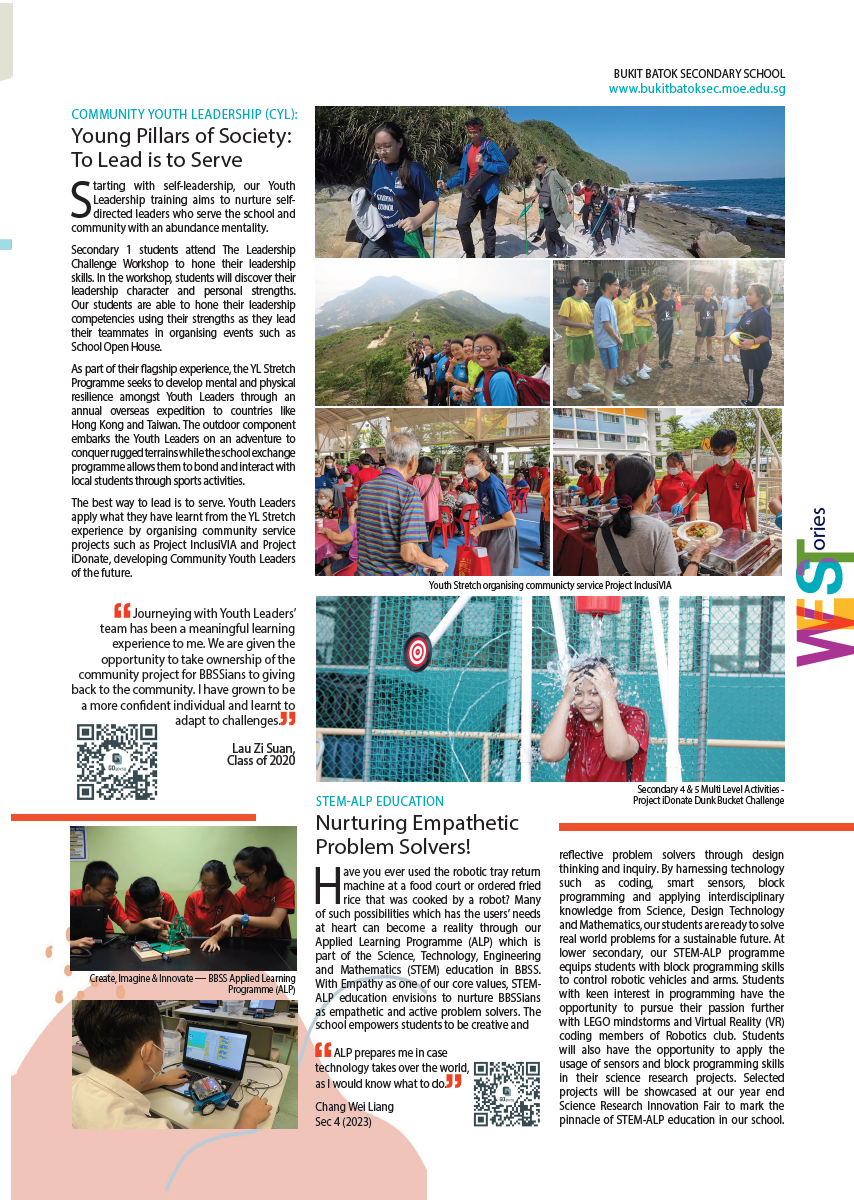 BUKIT BATOK SECONDARY SCHOOL
www.bukitbatoksec.moe.edu.sg
COMMUNITY YOUTH LEADERSHIP (CYL):
Young Pillars of Society:
To Lead is to Serve
Starting with self-leadership, our Youth
Leadership training aims to nurture self-
directed leaders who serve the school and
community with an abundance mentality.
Secondary 1 students attend The Leadership
Challenge Workshop to hone their leadership
skills. In the workshop, students will discover their
leadership character and personal strengths.
Our students are able to hone their leadership
competencies using their strengths as they lead
their teammates in organising events such as
School Open House.
As part of their flagship experience, the YL Stretch
Programme seeks to develop mental and physical
resilience amongst Youth Leaders through an
annual overseas expedition to countries like
Hong Kong and Taiwan. The outdoor component
embarks the Youth Leaders on an adventure to
conquer rugged terrains while the school exchange
programme allows them to bond and interact with
local students through sports activities.
The best way to lead is to serve. Youth Leaders
apply what they have learnt from the YL Stretch
experience by organising community service
projects such as Project InclusiVIA and Project
iDonate, developing Community Youth Leaders
of the future.
“Journeying with Youth Leaders’
team has been a meaningful learning
experience to me. We are given the
opportunity to take ownership of the
community project for BBSSians to giving
back to the community. I have grown to be
a more confident individual and learnt to
adapt to challenges.”
Lau Zi Suan,
Class of 2020
Youth Stretch organising communicty service Project InclusiVIA
Secondary 4 & 5 Multi Level Activities -
Project iDonate Dunk Bucket Challenge
WESTories
Create, Imagine & Innovate — BBSS Applied Learning
Programme (ALP)
STEM-ALP EDUCATION
Nurturing Empathetic
Problem Solvers!
Have you ever used the robotic tray return
machine at a food court or ordered fried
rice that was cooked by a robot? Many
of such possibilities which has the users’ needs
at heart can become a reality through our
Applied Learning Programme (ALP) which is
part of the Science, Technology, Engineering
and Mathematics (STEM) education in BBSS.
With Empathy as one of our core values, STEM-
ALP education envisions to nurture BBSSians
as empathetic and active problem solvers. The
school empowers students to be creative and
“ALP prepares me in case
technology takes over the world,
as I would know what to do.”
Chang Wei Liang
Sec 4 (2023)
reflective problem solvers through design
thinking and inquiry. By harnessing technology
such as coding, smart sensors, block
programming and applying interdisciplinary
knowledge from Science, Design Technology
and Mathematics, our students are ready to solve
real world problems for a sustainable future. At
lower secondary, our STEM-ALP programme
equips students with block programming skills
to control robotic vehicles and arms. Students
with keen interest in programming have the
opportunity to pursue their passion further
with LEGO mindstorms and Virtual Reality (VR)
coding members of Robotics club. Students
will also have the opportunity to apply the
usage of sensors and block programming skills
in their science research projects. Selected
projects will be showcased at our year end
Science Research Innovation Fair to mark the
pinnacle of STEM-ALP education in our school.